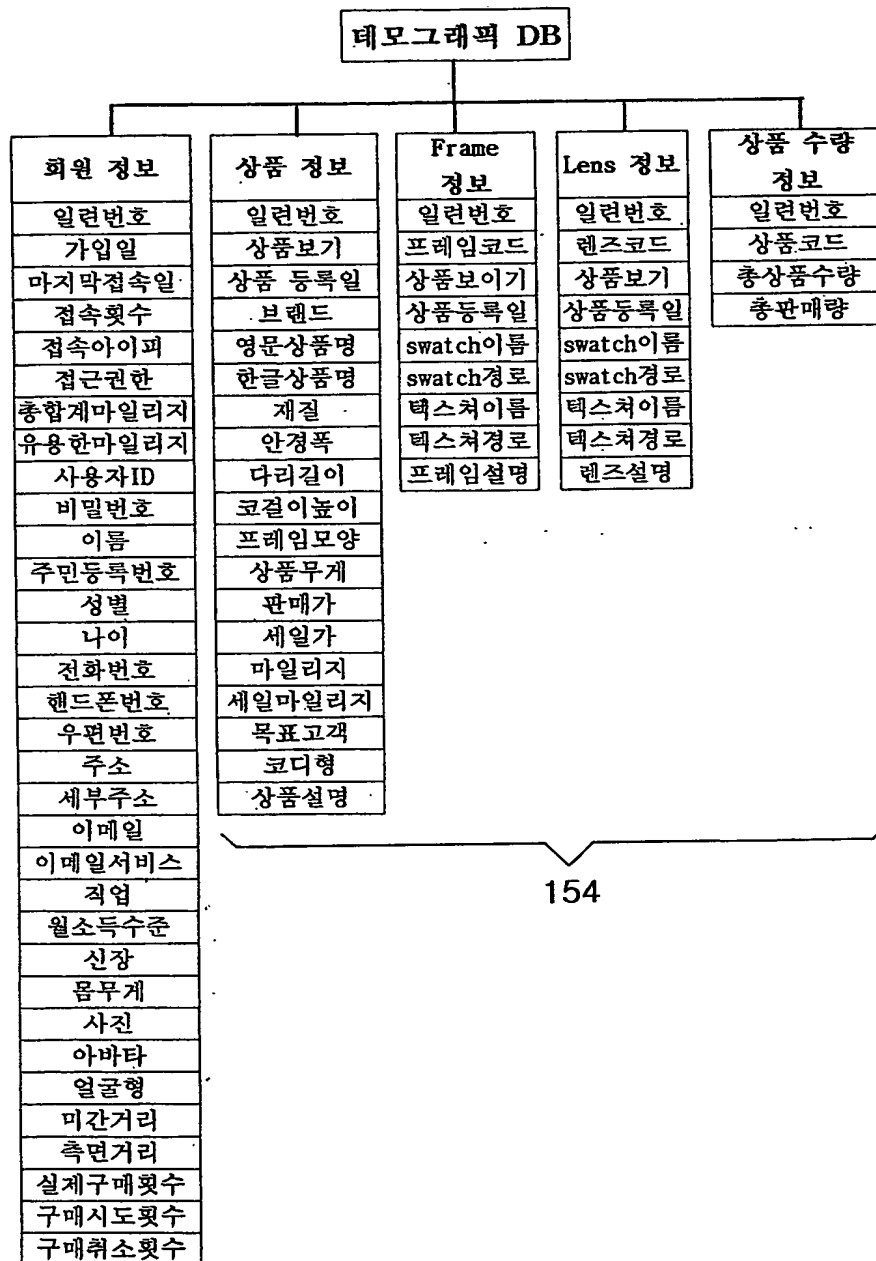 데모그래픽 DB
회원 정보
일련번호
가입일
마지막접속일
접속횟수
접속아이피
접근권한
총합계마일리지
유용한마일리지
사용자ID
비밀번호
이름
주민등록번호
성별
나이
전화번호
핸드폰번호
우편번호
주소
세부주소
이메일
이메일서비스
직업
월소득수준
신장
몸무게
사진
아바타
얼굴형
미간거리
측면거리
실제구매횟수
구매시도횟수
구매취소횟수
상품 정보
일련번호
상품보기
상품 등록일
브랜드
영문상품명
한글상품명
재질
안경폭
다리길이
코걸이높이
프레임모양
상품무게
판매가
세일가
마일리지
세일마일리지
목표고객
코디형
상품설명
Frame
정보
일련번호
프레임코드
상품보이기
상품등록일
swatch이름
swatch경로
텍스쳐이름
텍스쳐경로
프레임설명
Lens 정보
일련번호
렌즈코드
상품보기
상품등록일
swatch이름
swatch경로
텍스쳐이름
텍스쳐경로
렌즈설명
상품 수량
정보
일련번호
상품코드
총상품수량
총판매량
154